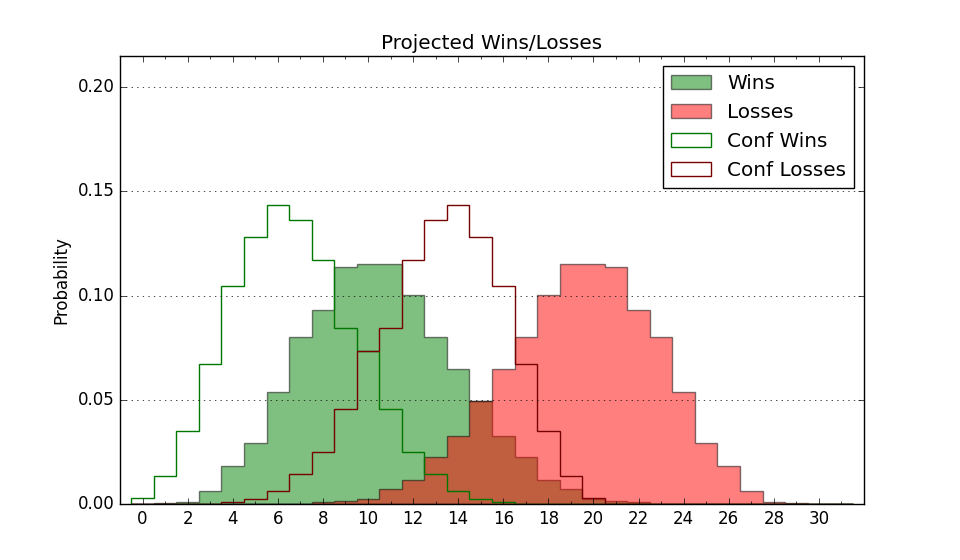 Projected Wins/Losses
Probability
0.20
0.15
0.10
0.05
0.00
0 2 4 6 8 10 12 14 16 18 20 22 24 26 28 30
Wins
Losses
Conf Wins
Conf Losses